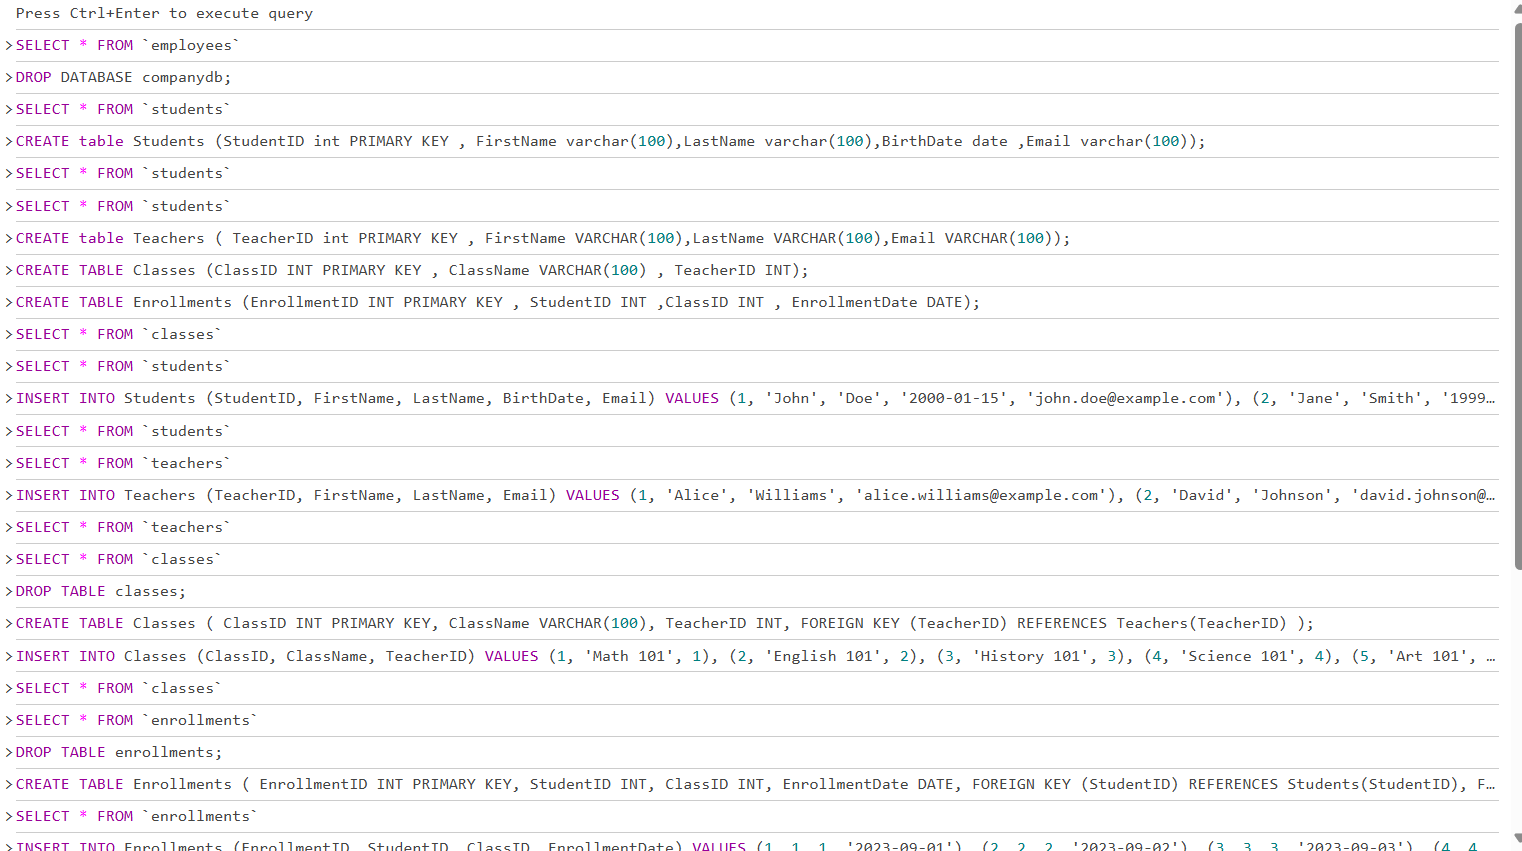 Press Ctrl+Enter to execute query
>SELECT * FROM `employees`
>DROP DATABASE companydb;
>SELECT * FROM `students`
>CREATE table Students (StudentID int PRIMARY KEY , FirstName varchar(100),LastName varchar(100),BirthDate date ,Email varchar(100));
>SELECT * FROM `students`
>SELECT * FROM `students`
>CREATE table Teachers ( TeacherID int PRIMARY KEY , FirstName VARCHAR(100),LastName VARCHAR(100),Email VARCHAR(100));
>CREATE TABLE Classes (ClassID INT PRIMARY KEY , ClassName VARCHAR(100) , TeacherID INT);
>CREATE TABLE Enrollments (EnrollmentID INT PRIMARY KEY , StudentID INT ,ClassID INT , EnrollmentDate DATE);
>SELECT * FROM `classes`
>SELECT * FROM `students`
>INSERT INTO Students (StudentID, FirstName, LastName, BirthDate, Email) VALUES (1, 'John', 'Doe', '2000-01-15', 'john.doe@example.com'), (2, 'Jane', 'Smith', '1999…
>SELECT * FROM `students`
>SELECT * FROM `teachers`
>INSERT INTO Teachers (TeacherID, FirstName, LastName, Email) VALUES (1, 'Alice', 'Williams', 'alice.williams@example.com'), (2, 'David', 'Johnson', 'david.johnson@…
>SELECT * FROM `teachers`
>SELECT * FROM `classes`
>DROP TABLE classes;
>CREATE TABLE Classes ( ClassID INT PRIMARY KEY, ClassName VARCHAR(100), TeacherID INT, FOREIGN KEY (TeacherID) REFERENCES Teachers(TeacherID) );
>INSERT INTO Classes (ClassID, ClassName, TeacherID) VALUES (1, 'Math 101', 1), (2, 'English 101', 2), (3, 'History 101', 3), (4, 'Science 101', 4), (5, 'Art 101', …
>SELECT * FROM `classes`
>SELECT * FROM `enrollments`
>DROP TABLE enrollments;
>CREATE TABLE Enrollments ( EnrollmentID INT PRIMARY KEY, StudentID INT, ClassID INT, EnrollmentDate DATE, FOREIGN KEY (StudentID) REFERENCES Students(StudentID), F…
>SELECT * FROM `enrollments`
>INSERT INTO Enrollments (EnrollmentID, StudentID, ClassID, EnrollmentDate) VALUES (1, 1, 1, '2023-09-01'), (2, 2, 2, '2023-09-02'), (3, 3, 3, '2023-09-03'), (4, 4,